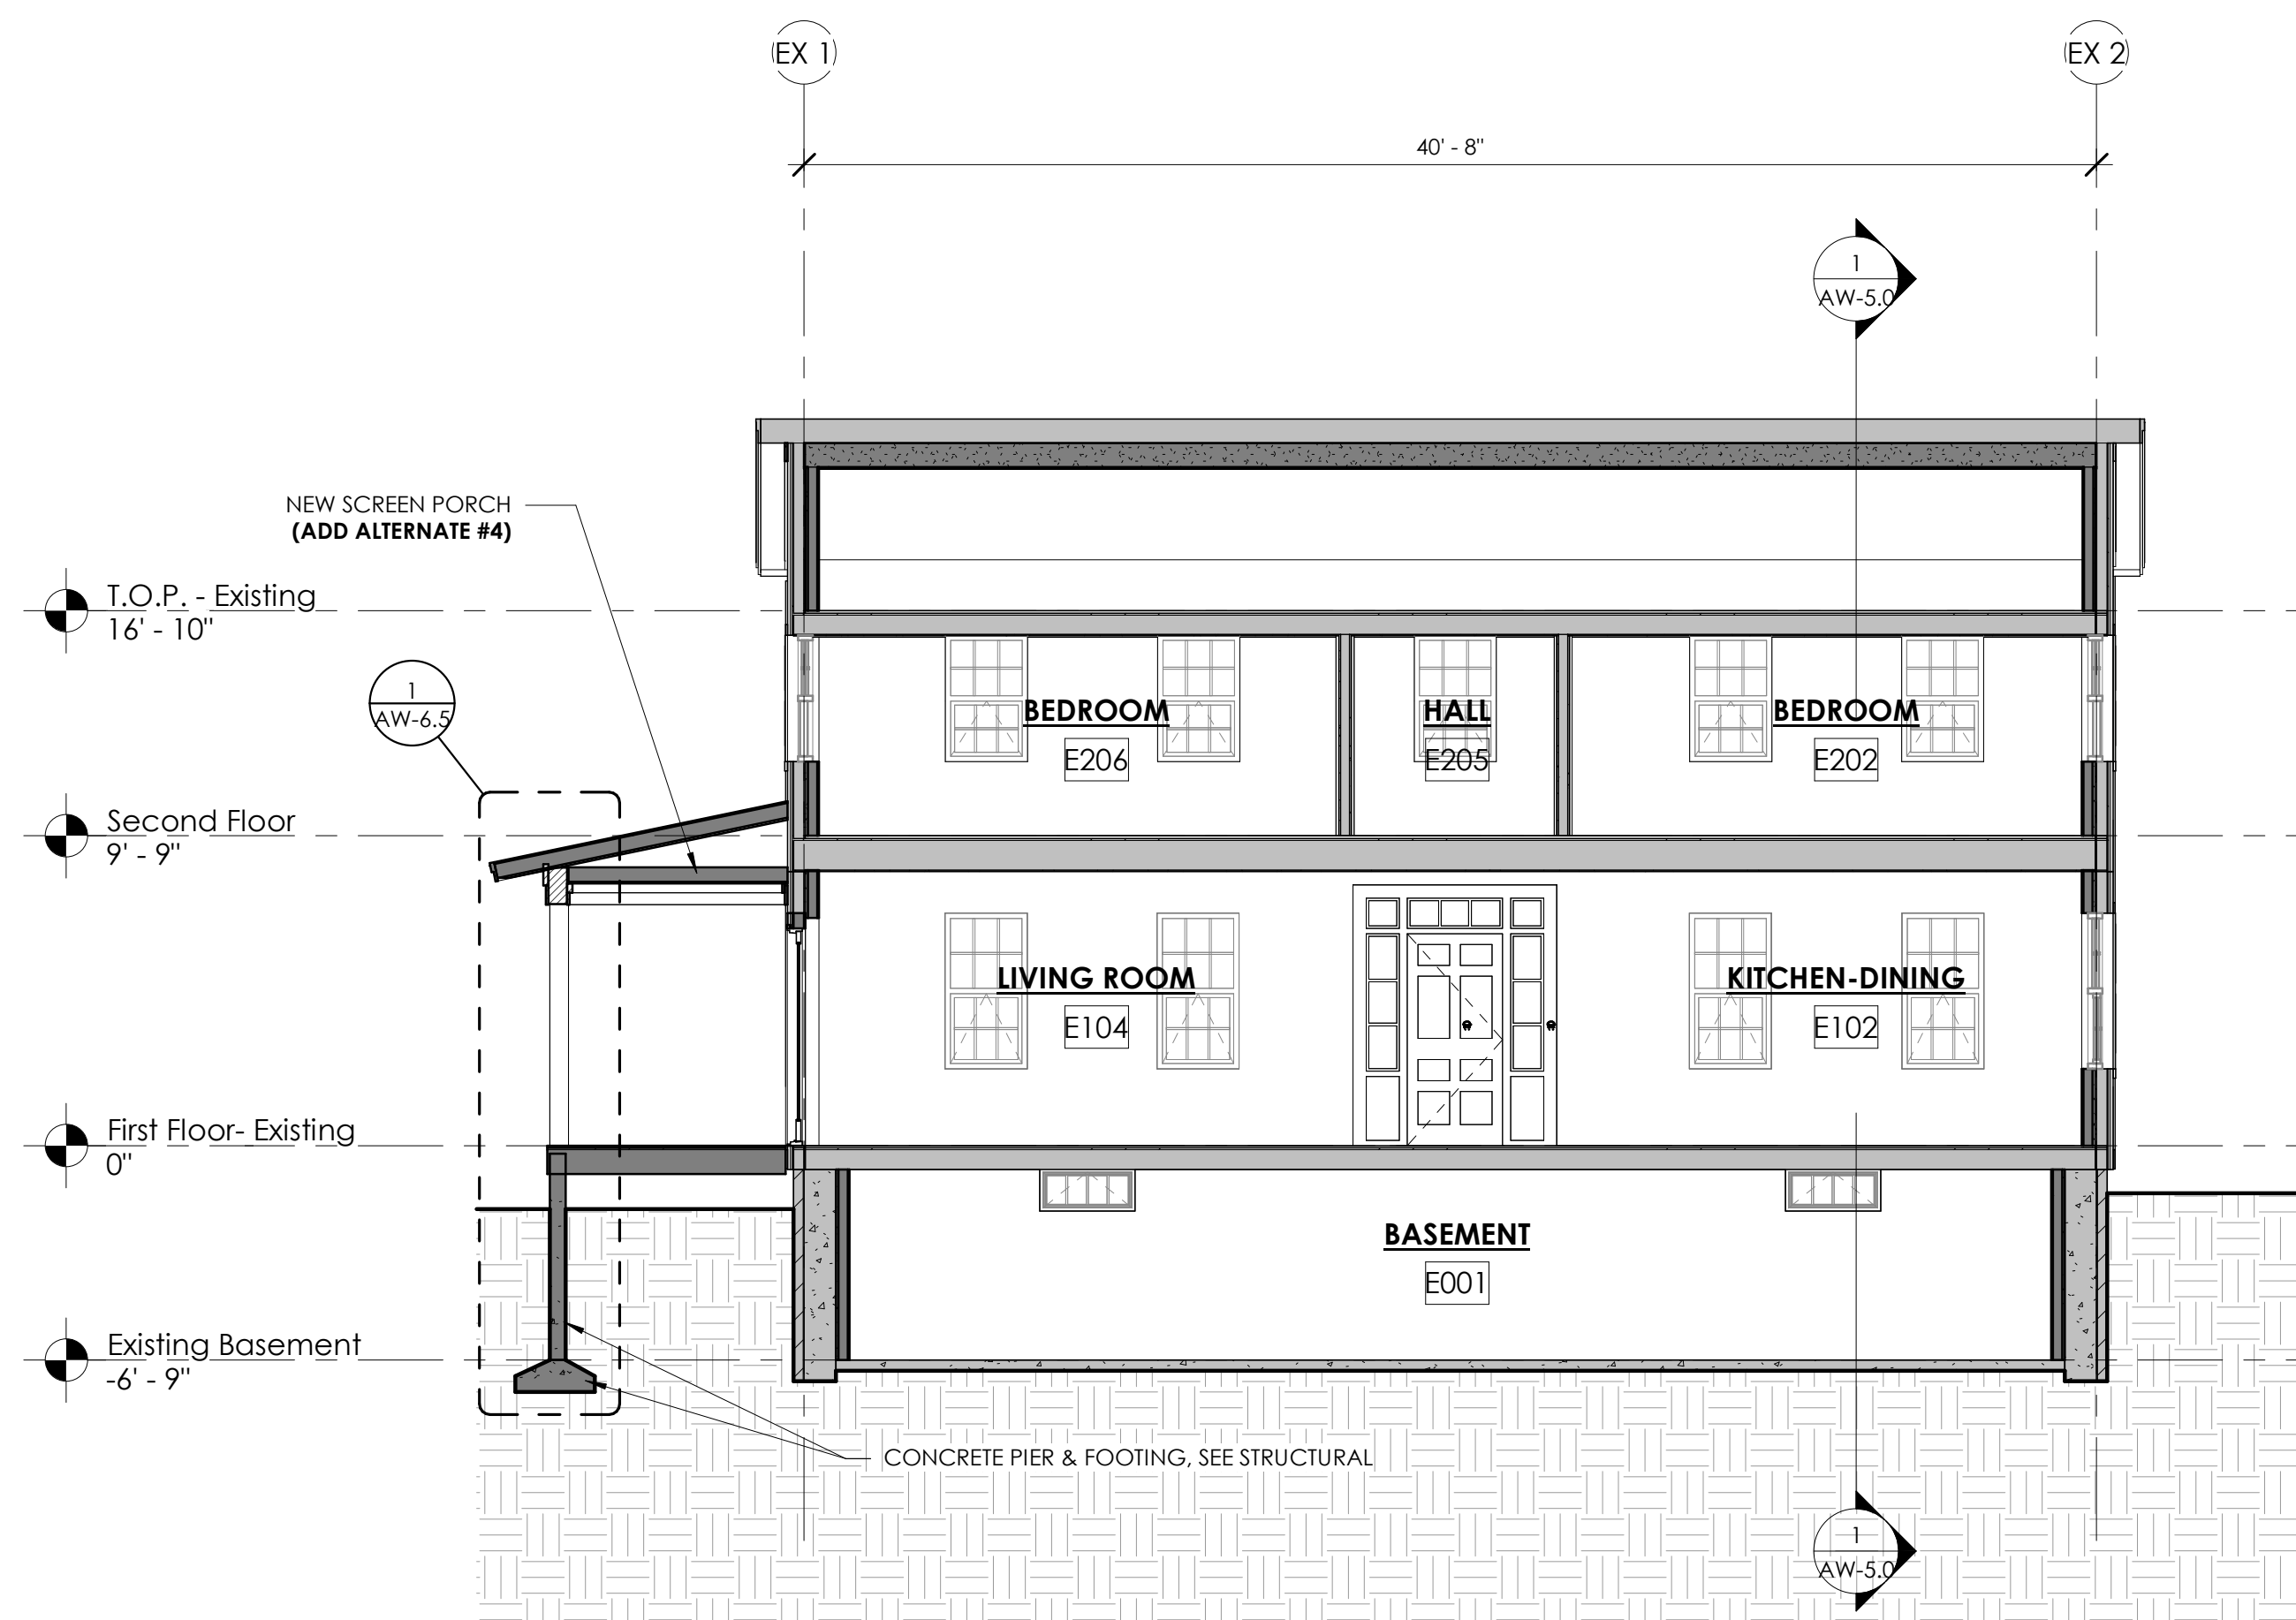 EX 1
EX 2
40' - 8"
1
AW-5.0
NEW SCREEN PORCH
(ADD ALTERNATE #4)
T.O.P. - Existing
16' - 10"
1
AW-6.5
BEDROOM
E206
HALL
E205
BEDROOM
E202
Second Floor
9' - 9"
LIVING ROOM
E104
KITCHEN-DINING
E102
First Floor- Existing
0"
BASEMENT
E001
Existing Basement
-6' - 9"
CONCRETE PIER & FOOTING, SEE STRUCTURAL
1
AW-5.0